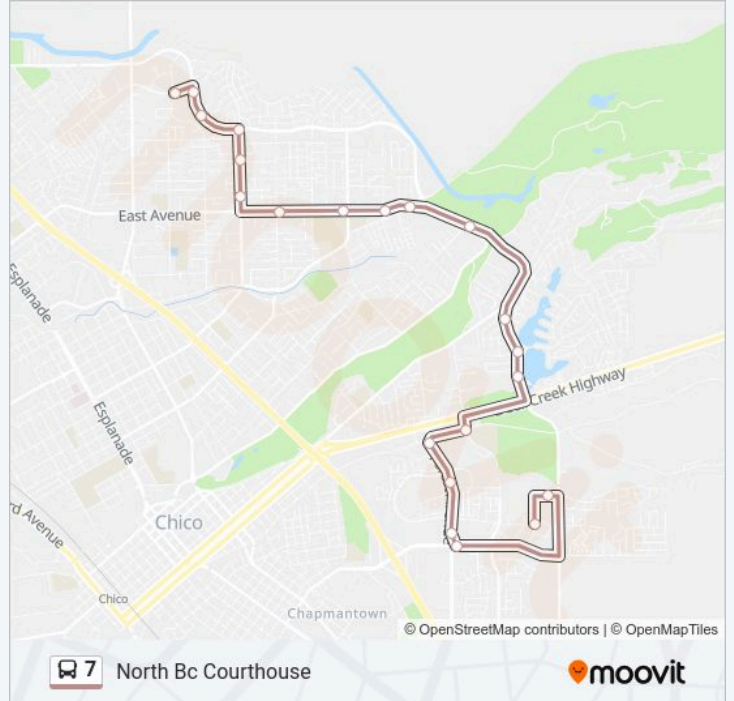 East Avenue
Esplanade
Creek Highway
Esplanade
rd Avenue
Chico
Chico
Chapmantown
© OpenStreetMap contributors | © OpenMapTiles
7 North Bc Courthouse
moovit